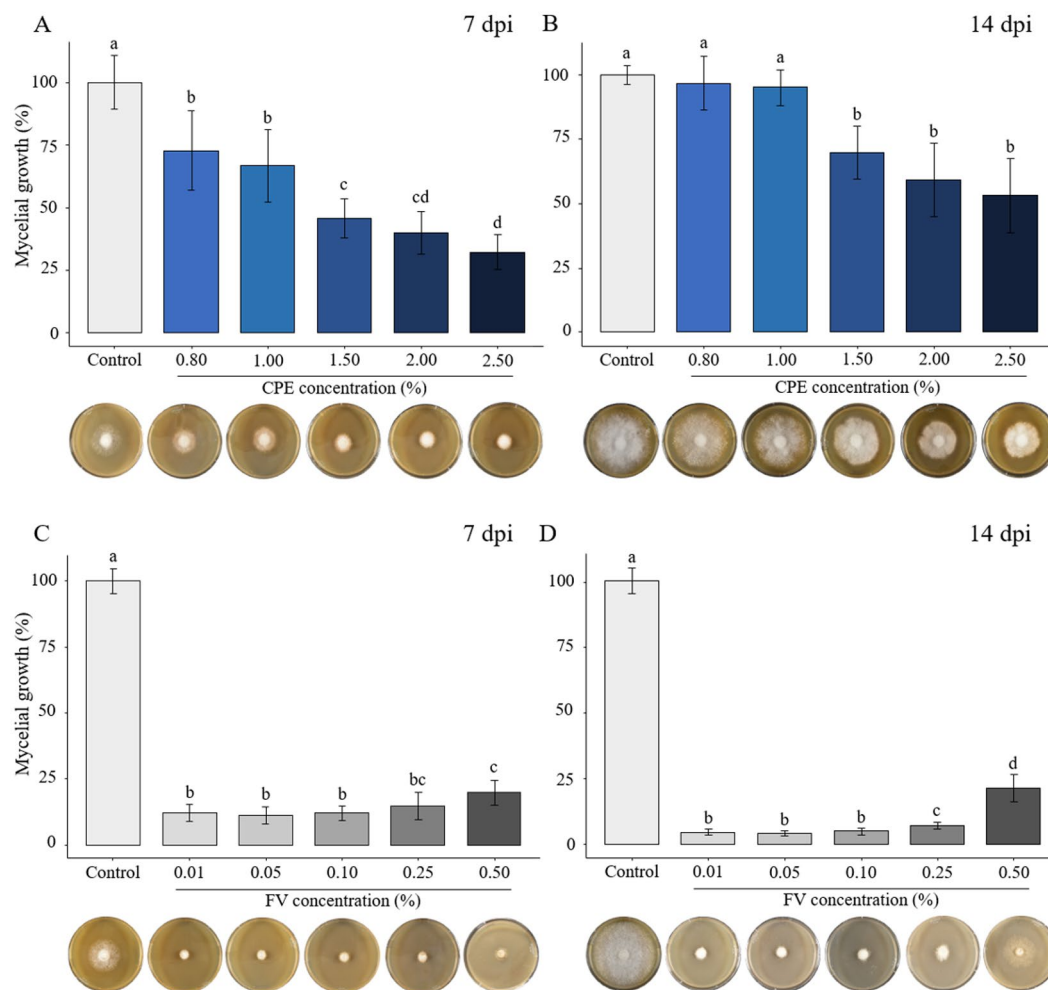 A 7 dpi
a
b
b
c
cd
d
100
75
50
25
0
Mycelial growth (%)
Control 0.80 1.00 1.50 2.00 2.50
CPE concentration (%)
B 14 dpi
a
a
a
b
b
b
100
75
50
25
0
Control 0.80 1.00 1.50 2.00 2.50
CPE concentration (%)
C 7 dpi
a
b
b
b
bc
c
100
75
50
25
0
Mycelial growth (%)
Control 0.01 0.05 0.10 0.25 0.50
FV concentration (%)
D 14 dpi
a
b
b
b
c
d
100
75
50
25
0
Control 0.01 0.05 0.10 0.25 0.50
FV concentration (%)